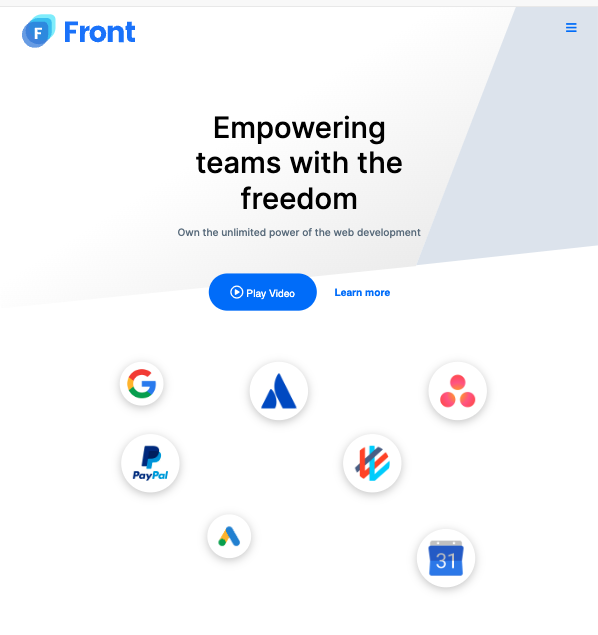 F Front
Empowering
teams with the
freedom
Own the unlimited power of the web development
Play Video Learn more
G
PayPal
31